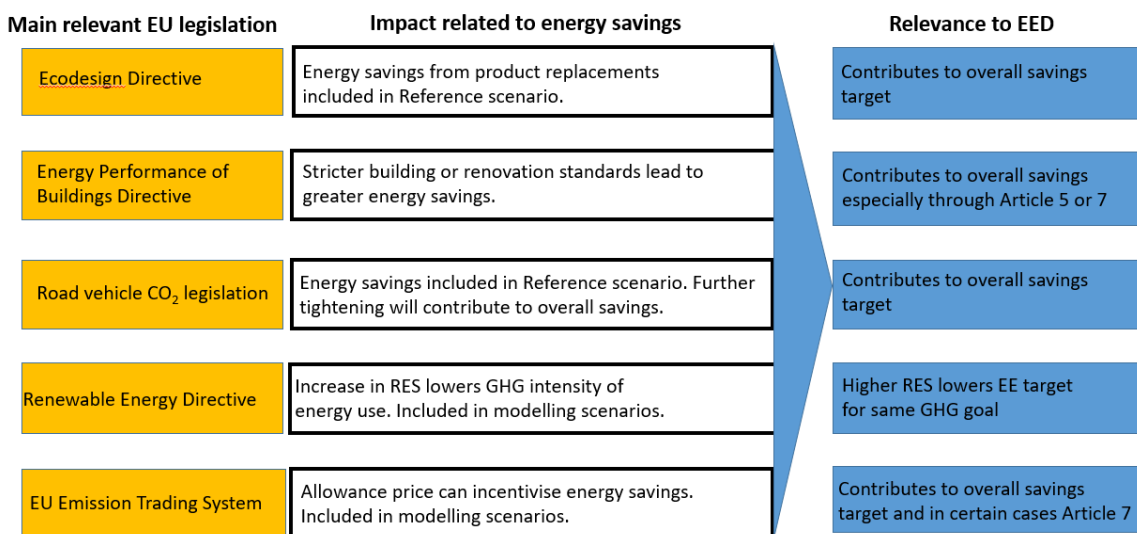 Main relevant EU legislation
Impact related to energy savings
Relevance to EED
Ecodesign Directive
Energy savings from product replacements
included in Reference scenario.
Contributes to overall savings
target
Energy Performance of
Buildings Directive
Stricter building or renovation standards lead to
greater energy savings.
Contributes to overall savings
especially through Article 5 or 7
Road vehicle CO₂ legislation
Energy savings included in Reference scenario. Further
tightening will contribute to overall savings.
Contributes to overall savings
target
Renewable Energy Directive
Increase in RES lowers GHG intensity of
energy use. Included in modelling scenarios.
Higher RES lowers EE target
for same GHG goal
EU Emission Trading System
Allowance price can incentivise energy savings.
Included in modelling scenarios.
Contributes to overall savings
target and in certain cases Article 7